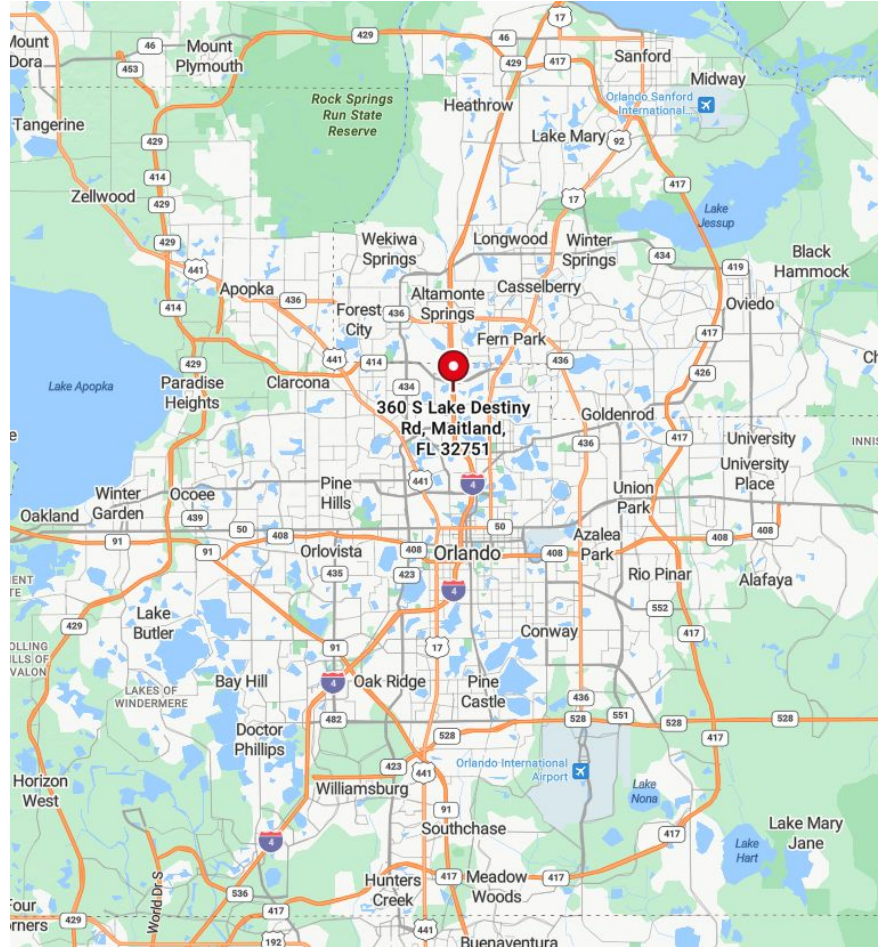 17
429
46
46
Mount
Dora
Mount
Plymouth
Sanford
429
417
453
Midway
Rock Springs
Run State
Reserve
Heathrow
Orlando Sanford
International...
Tangerine
Lake Mary
92
429
414
417
Zellwood
429
17
Lake
Jessup
429
Wekiwa
Springs
Longwood
Winter
Springs
434
Black
Hammock
441
419
Apopka
436
Altamonte
Springs
Casselberry
414
Forest
City
436
Oviedo
Fern Park
417
441
414
436
429
426
Lake Apopka
Paradise
Heights
Clarcona
434
360 S Lake Destiny
Rd, Maitland,
FL 32751
Goldenrod
417
436
University
441
University
Place
4
Pine
Hills
Union
Park
Winter
Garden
Ocoee
Oakland
439
50
50
408
91
408
Orlovista
408
Orlando
408
Azalea
Park
408
91
435
423
Rio Pinar
Alafaya
4
552
Lake
Butler
429
Conway
417
91
17
LAKES OF
WINDERMERE
Bay Hill
4
Oak Ridge
Pine
Castle
436
482
528
551
528
528
Doctor
Phillips
528
417
423
441
Orlando International
Airport
Horizon
West
Williamsburg
Lake
Nona
91
Southchase
417
Lake Mary
Jane
4
Lake
Hart
Hunters
Creek
417
Meadow
Woods
417
536
World Dr S
417
429
441
192
Buenaventura